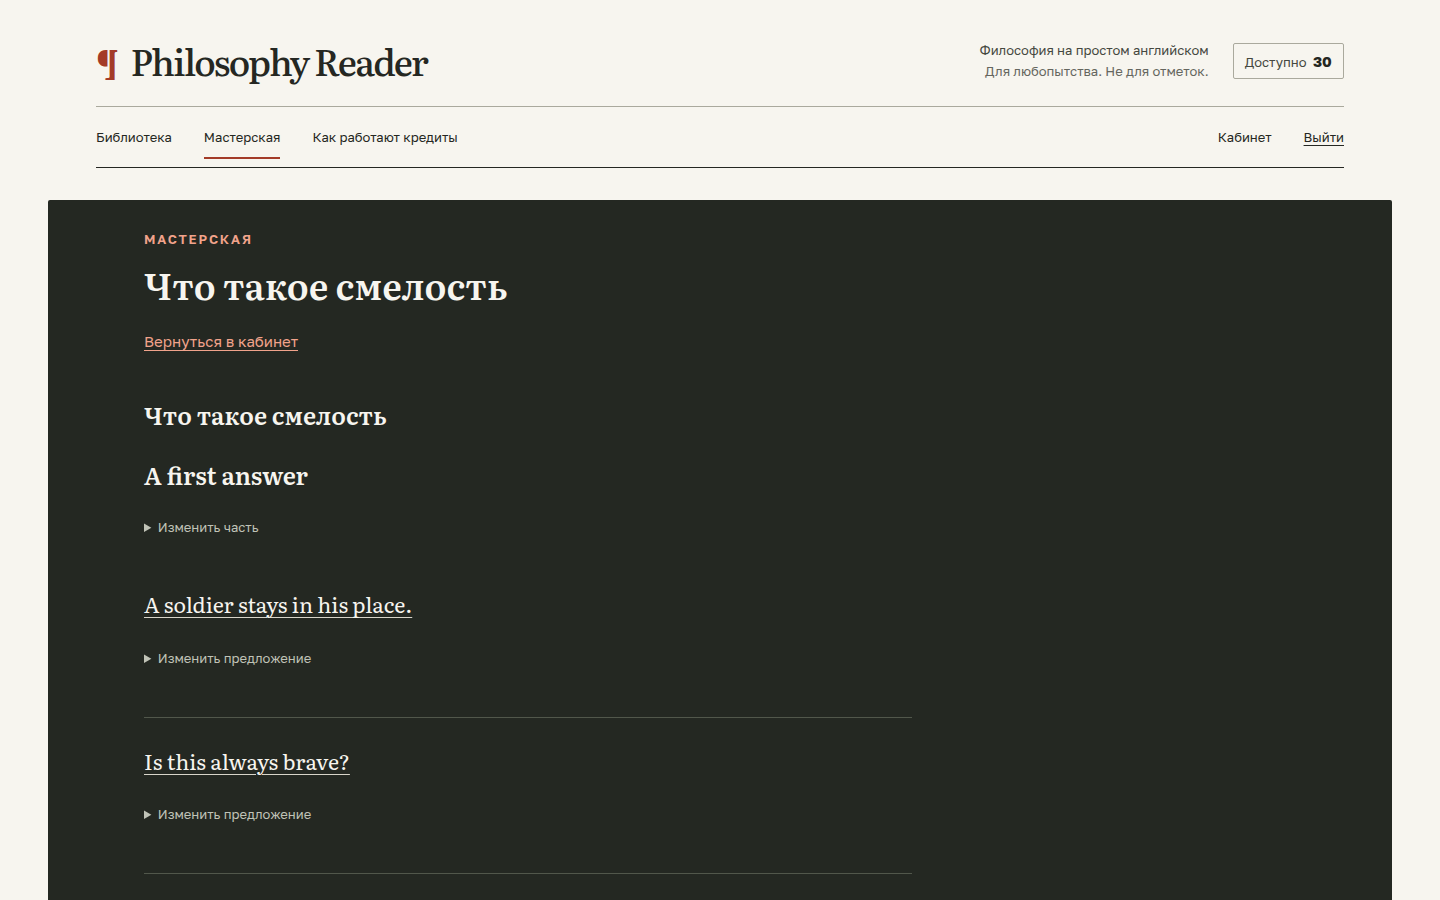 ¶ Philosophy Reader
Философия на простом английском
Для любопытства. Не для отметок.
Доступно 30
Библиотека Мастерская Как работают кредиты Кабинет Выйти
МАСТЕРСКАЯ
Что такое смелость
Вернуться в кабинет
Что такое смелость
A first answer
Изменить часть
A soldier stays in his place.
Изменить предложение
Is this always brave?
Изменить предложение